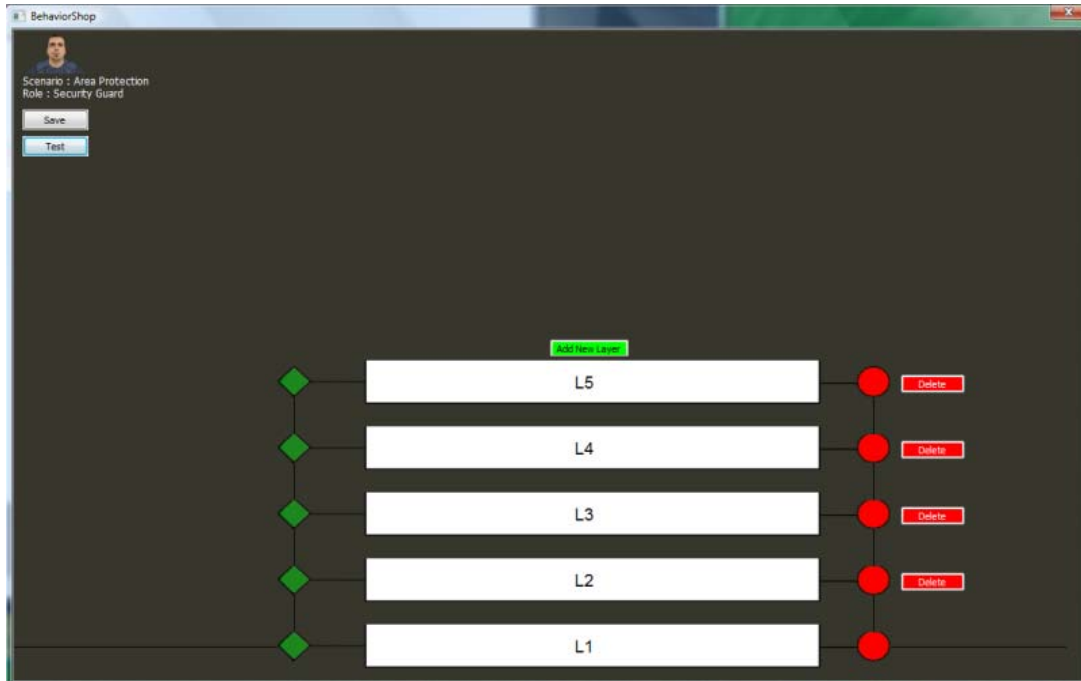 BehaviorShop
Scenario : Area Protection
Role : Security Guard
Save
Test
Add New Layer
L5
Delete
L4
Delete
L3
Delete
L2
Delete
L1